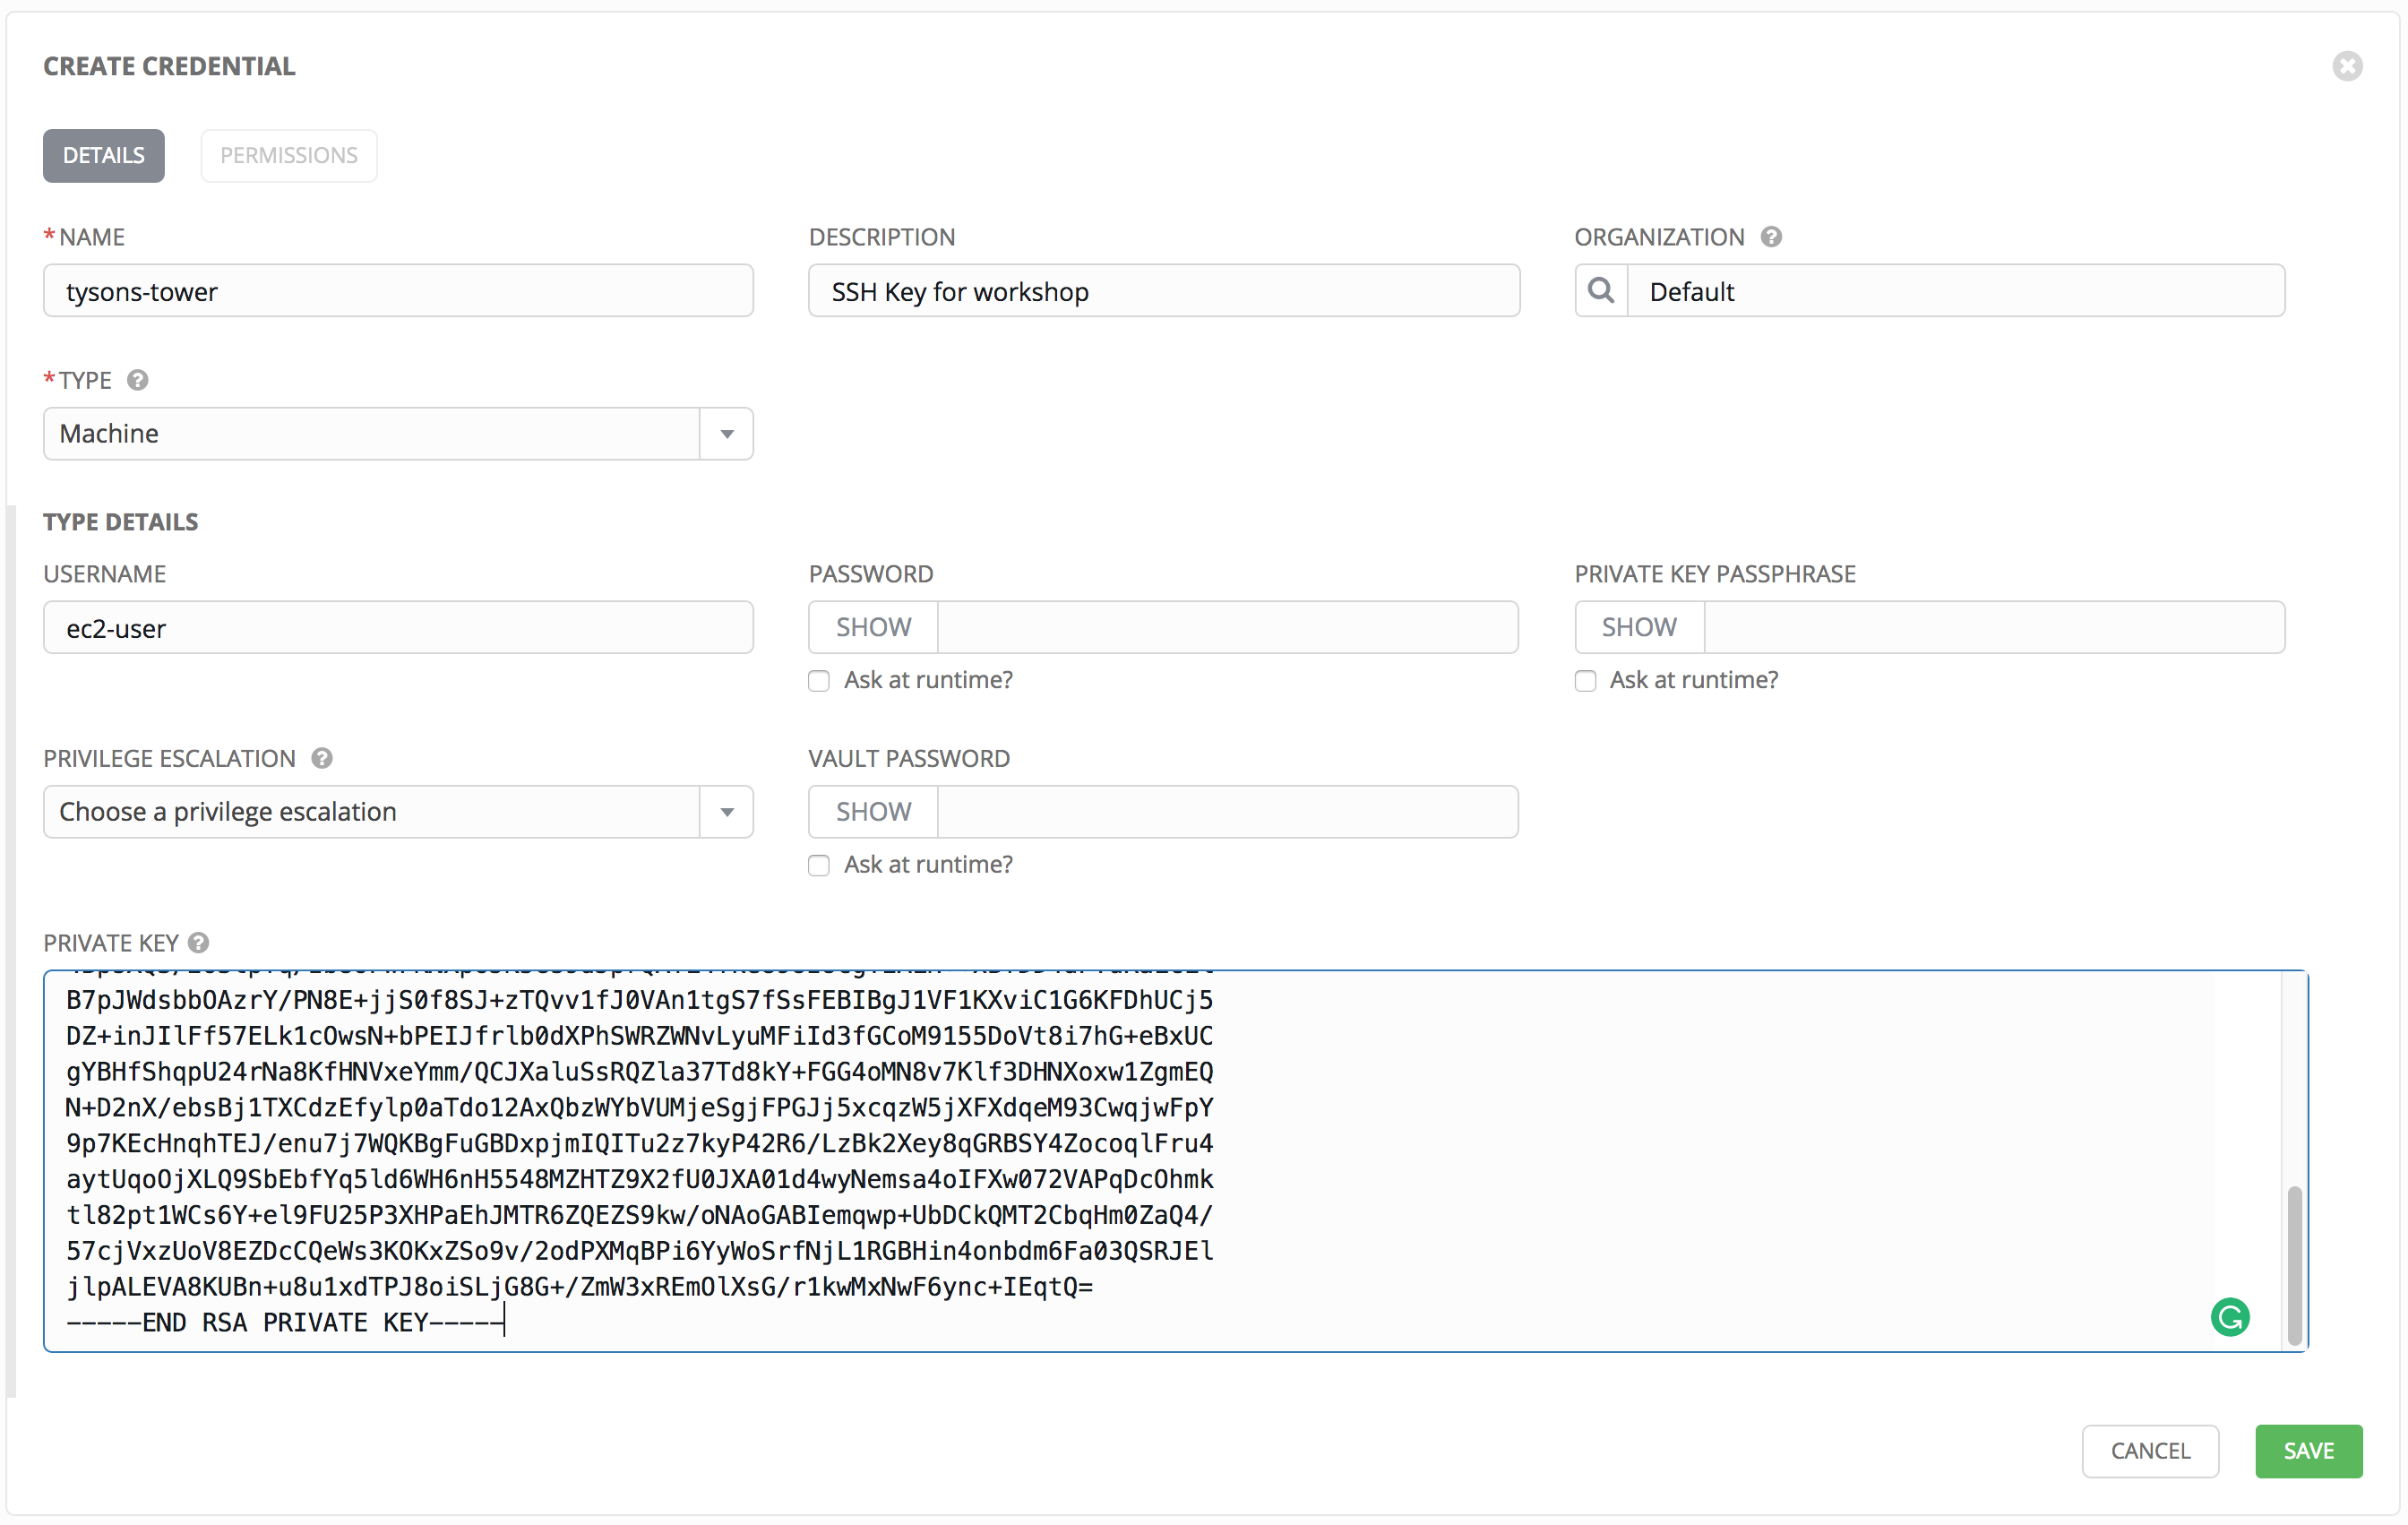 CREATE CREDENTIAL
DETAILS
PERMISSIONS
* NAME
DESCRIPTION
ORGANIZATION
tysons-tower
SSH Key for workshop
Default
* TYPE
Machine
TYPE DETAILS
USERNAME
PASSWORD
PRIVATE KEY PASSPHRASE
ec2-user
SHOW
SHOW
Ask at runtime?
Ask at runtime?
PRIVILEGE ESCALATION
VAULT PASSWORD
Choose a privilege escalation
SHOW
Ask at runtime?
PRIVATE KEY
B7pJWdsbbOAzrY/PN8E+jjS0f8SJ+zTQvv1fJ0VAn1tgS7fSsFEBIBgJ1VF1KXviC1G6KFDhUCj5
DZ+inJIlFf57ELk1cOwsN+bPEIJfrlb0dXPhSWRZWNvLyuMFiId3fGCoM9155DoVt8i7hG+eBxUC
gYBHfShqpU24rNa8KfHNVxeYmm/QCJXaluSsRQZla37Td8kY+FGG4oMN8v7Klf3DHNXoxw1ZgmEQ
N+D2nX/ebsBj1TXCdzEfylp0aTdo12AxQbzWYbVUMjeSgjFPGJj5xcqzW5jXFXdqeM93CwqjwFpY
9p7KEcHnqhTEJ/enu7j7WQKBgFuGBDxpjmIQITu2z7kyP42R6/LzBk2Xey8qGRBSY4ZocoqlFru4
aytUqoOjXLQ9SbEbfYq5ld6WH6nH5548MZHTZ9X2fU0JXA01d4wyNemsa4oIFXw072VAPqDcOhmk
tl82pt1WCs6Y+el9FU25P3XHPaEhJMTR6ZQEZS9kw/oNAoGABIemqwp+UbDCkQMT2CbqHm0ZaQ4/
57cjVxzUoV8EZDcCQeWs3KOKxZSo9v/2odPXMqBPi6YyWoSrfNjL1RGBHin4onbdm6Fa03QSRJEl
jlpALEVA8KUBn+u8u1xdTPJ8oiSLjG8G+/ZmW3xREmOlXsG/r1kwMxNwF6ync+IEqtQ=
-----END RSA PRIVATE KEY-----
CANCEL
SAVE